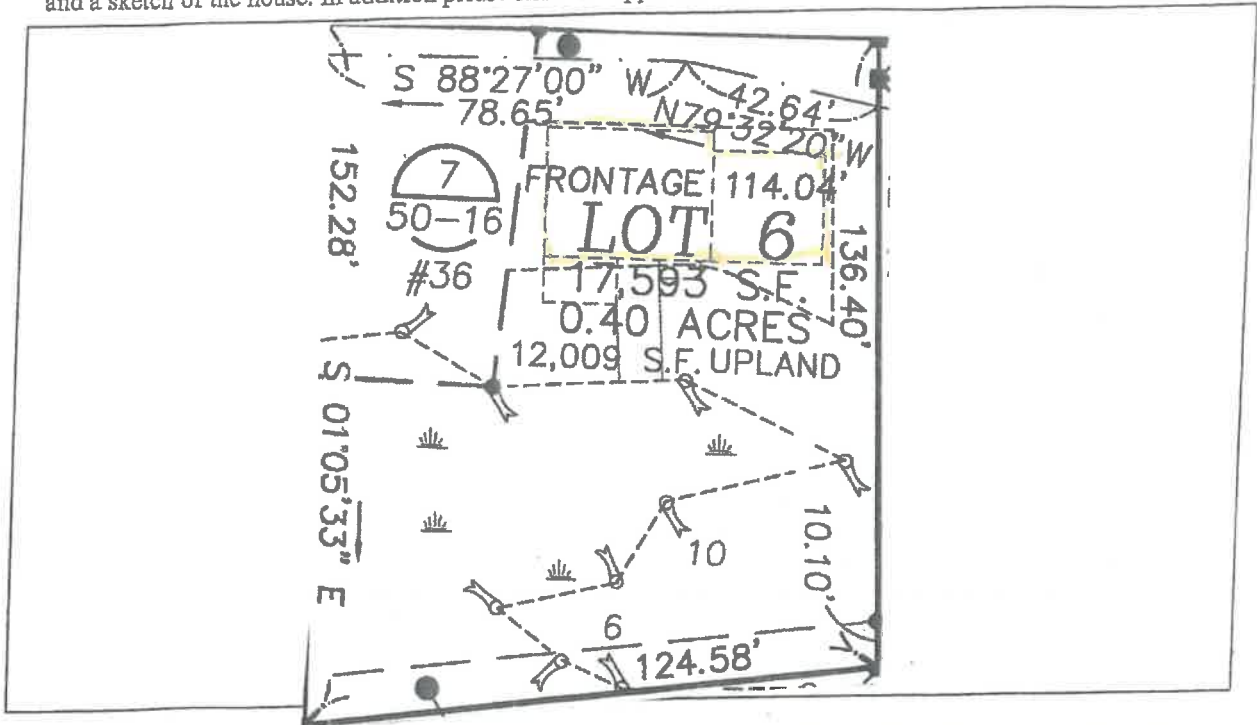 and a sketch of the house. In addition
S 88°27'00" W
78.65'
42.64'
N79°32'20"W
FRONTAGE 114.04'
LOT 6
17,593 S.F.
0.40 ACRES
12,009 S.F. UPLAND
7
50-16
#36
152.28'
136.40'
S 01°05'33" E
10.10'
10
6
124.58'